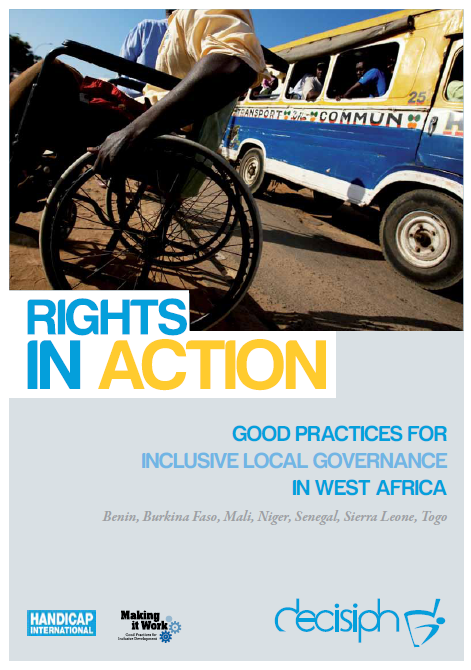 25
TRANSPORT COMMUN
RIGHTS
IN ACTION
GOOD PRACTICES FOR
INCLUSIVE LOCAL GOVERNANCE
IN WEST AFRICA
Benin, Burkina Faso, Mali, Niger, Senegal, Sierra Leone, Togo
HANDICAP
INTERNATIONAL
Making
it Work
Good Practices for
Inclusive Development
decisiph